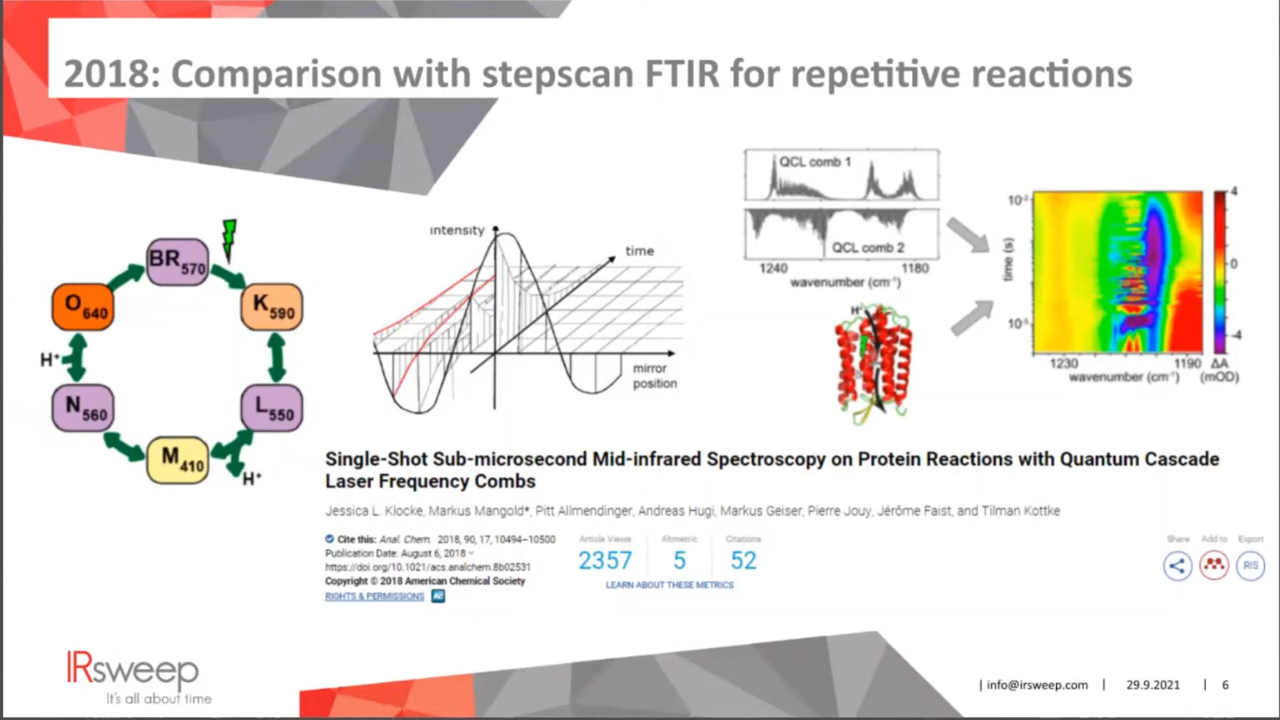 2018: Comparison with stepscan FTIR for repetitive reactions
BR570
K590
L550
M410
N560
O640
H⁺
H⁺
intensity
time
mirror
position
QCL comb 1
QCL comb 2
1240
1180
wavenumber (cm⁻¹)
H⁺
time (s)
10⁻⁵
4
0
-4
1230
1190
wavenumber (cm⁻¹)
ΔA
(mOD)
Single-Shot Sub-microsecond Mid-infrared Spectroscopy on Protein Reactions with Quantum Cascade
Laser Frequency Combs
Jessica L. Klocke, Markus Mangold*, Pitt Allmendinger, Andreas Hugi, Markus Geiser, Pierre Jouy, Jérôme Faist, and Tilman Kottke
Cite this: Anal. Chem. 2018, 90, 17, 10494–10500
Publication Date: August 6, 2018
https://doi.org/10.1021/acs.analchem.8b02531
Copyright © 2018 American Chemical Society
RIGHTS & PERMISSIONS
Article Views
2357
Altmetric
5
Citations
52
LEARN ABOUT THESE METRICS
Share
Add to
Export
RIS
IRsweep
It's all about time
| info@irsweep.com | 29.9.2021 | 6